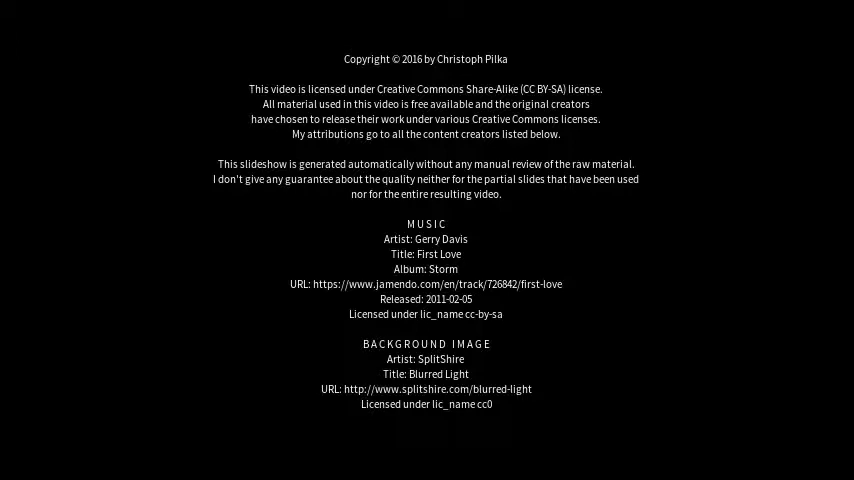 Copyright © 2016 by Christoph Pilka
This video is licensed under Creative Commons Share-Alike (CC BY-SA) license.
All material used in this video is free available and the original creators
have chosen to release their work under various Creative Commons licenses.
My attributions go to all the content creators listed below.
This slideshow is generated automatically without any manual review of the raw material.
I don't give any guarantee about the quality neither for the partial slides that have been used
nor for the entire resulting video.
M U S I C
Artist: Gerry Davis
Title: First Love
Album: Storm
URL: https://www.jamendo.com/en/track/726842/first-love
Released: 2011-02-05
Licensed under lic_name cc-by-sa
B A C K G R O U N D   I M A G E
Artist: SplitShire
Title: Blurred Light
URL: http://www.splitshire.com/blurred-light
Licensed under lic_name cc0